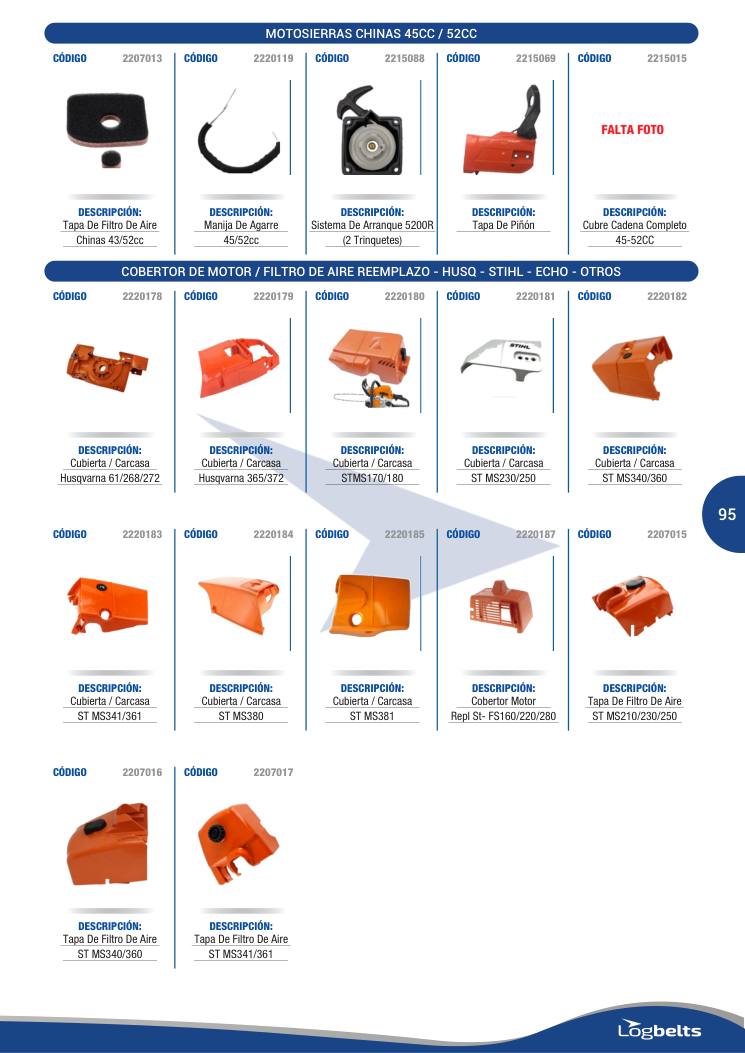 MOTOSIERRAS CHINAS 45CC / 52CC
CÓDIGO 2207013
DESCRIPCIÓN:
Tapa De Filtro De Aire
Chinas 43/52cc
CÓDIGO 2220119
DESCRIPCIÓN:
Manija De Agarre
45/52cc
CÓDIGO 2215088
DESCRIPCIÓN:
Sistema De Arranque 5200R
(2 Trinquetes)
CÓDIGO 2215069
DESCRIPCIÓN:
Tapa De Piñón
CÓDIGO 2215015
FALTA FOTO
DESCRIPCIÓN:
Cubre Cadena Completo
45-52CC
COBERTOR DE MOTOR / FILTRO DE AIRE REEMPLAZO - HUSQ - STIHL - ECHO - OTROS
CÓDIGO 2220178
DESCRIPCIÓN:
Cubierta / Carcasa
Husqvarna 61/268/272
CÓDIGO 2220179
DESCRIPCIÓN:
Cubierta / Carcasa
Husqvarna 365/372
CÓDIGO 2220180
DESCRIPCIÓN:
Cubierta / Carcasa
STMS170/180
CÓDIGO 2220181
STIHL
DESCRIPCIÓN:
Cubierta / Carcasa
ST MS230/250
CÓDIGO 2220182
DESCRIPCIÓN:
Cubierta / Carcasa
ST MS340/360
95
CÓDIGO 2220183
DESCRIPCIÓN:
Cubierta / Carcasa
ST MS341/361
CÓDIGO 2220184
DESCRIPCIÓN:
Cubierta / Carcasa
ST MS380
CÓDIGO 2220185
DESCRIPCIÓN:
Cubierta / Carcasa
ST MS381
CÓDIGO 2220187
DESCRIPCIÓN:
Cobertor Motor
Repl St- FS160/220/280
CÓDIGO 2207015
DESCRIPCIÓN:
Tapa De Filtro De Aire
ST MS210/230/250
CÓDIGO 2207016
DESCRIPCIÓN:
Tapa De Filtro De Aire
ST MS340/360
CÓDIGO 2207017
DESCRIPCIÓN:
Tapa De Filtro De Aire
ST MS341/361
Logbelts